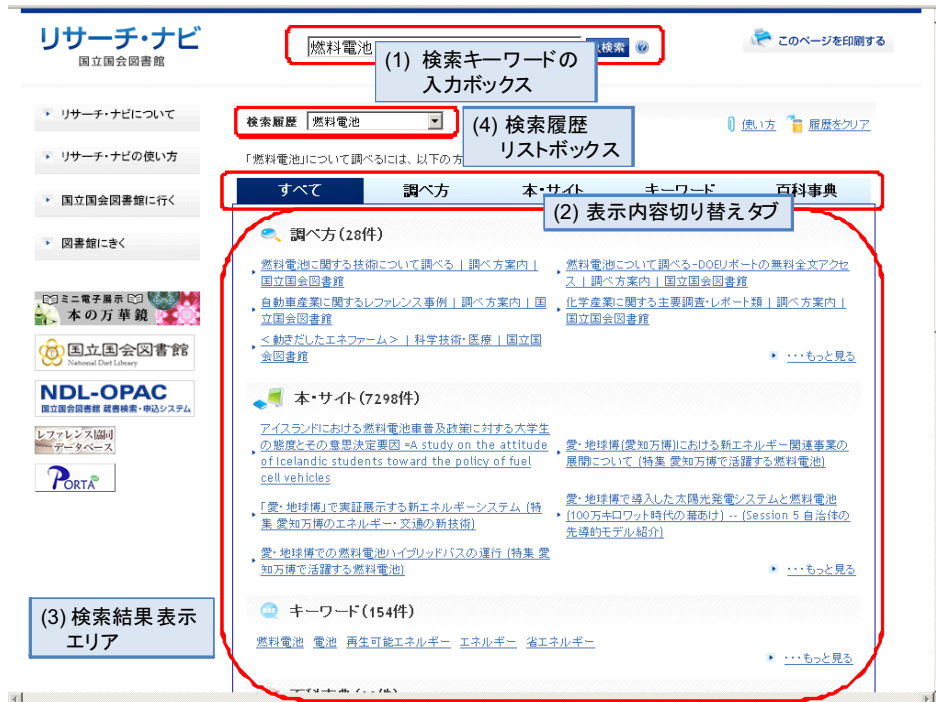 リサーチ・ナビ
国立国会図書館
燃料電池
検索
このページを印刷する
(1) 検索キーワードの
入力ボックス
リサーチ・ナビについて
リサーチ・ナビの使い方
国立国会図書館に行く
図書館にきく
検索履歴 燃料電池
(4) 検索履歴
リストボックス
使い方 履歴をクリア
「燃料電池」について調べるには、以下の方
すべて 調べ方 本・サイト キーワード 百科事典
(2) 表示内容切り替えタブ
調べ方(28件)
燃料電池に関する技術について調べる | 調べ方案内 |
国立国会図書館
燃料電池について調べる-DOEリポートの無料全文アクセ
ス | 調べ方案内 | 国立国会図書館
自動車産業に関するレファレンス事例 | 調べ方案内 | 国
立国会図書館
化学産業に関する主要調査・レポート類 | 調べ方案内 |
国立国会図書館
<動きだしたエネファーム> | 科学技術・医療 | 国立国
会図書館
・・・もっと見る
ミニ電子展示
本の万華鏡
国立国会図書館
National Diet Library
NDL-OPAC
国立国会図書館 蔵書検索・申込システム
レファレンス協同
データベース
PORTA
本・サイト(7298件)
アイスランドにおける燃料電池車普及政策に対する大学生
の態度とその意思決定要因 =A study on the attitude
of Icelandic students toward the policy of fuel
cell vehicles
愛・地球博(愛知万博)における新エネルギー関連事業の
展開について (特集 愛知万博で活躍する燃料電池)
「愛・地球博」で実証展示する新エネルギーシステム (特
集 愛知万博のエネルギー・交通の新技術)
愛・地球博で導入した太陽光発電システムと燃料電池
(100万キロワット時代の幕あけ) -- (Session 5 自治体の
先導的モデル紹介)
愛・地球博での燃料電池ハイブリッドバスの運行 (特集 愛
知万博で活躍する燃料電池)
・・・もっと見る
(3) 検索結果表示
エリア
キーワード(154件)
燃料電池 電池 再生可能エネルギー エネルギー 省エネルギー
・・・もっと見る